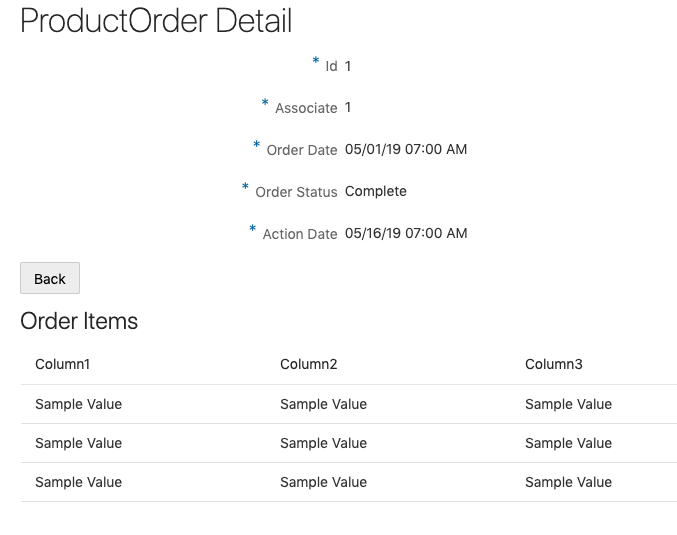 ProductOrder Detail
* Id 1
* Associate 1
* Order Date 05/01/19 07:00 AM
* Order Status Complete
* Action Date 05/16/19 07:00 AM
Back
Order Items
Column1 Column2 Column3
Sample Value Sample Value Sample Value
Sample Value Sample Value Sample Value
Sample Value Sample Value Sample Value